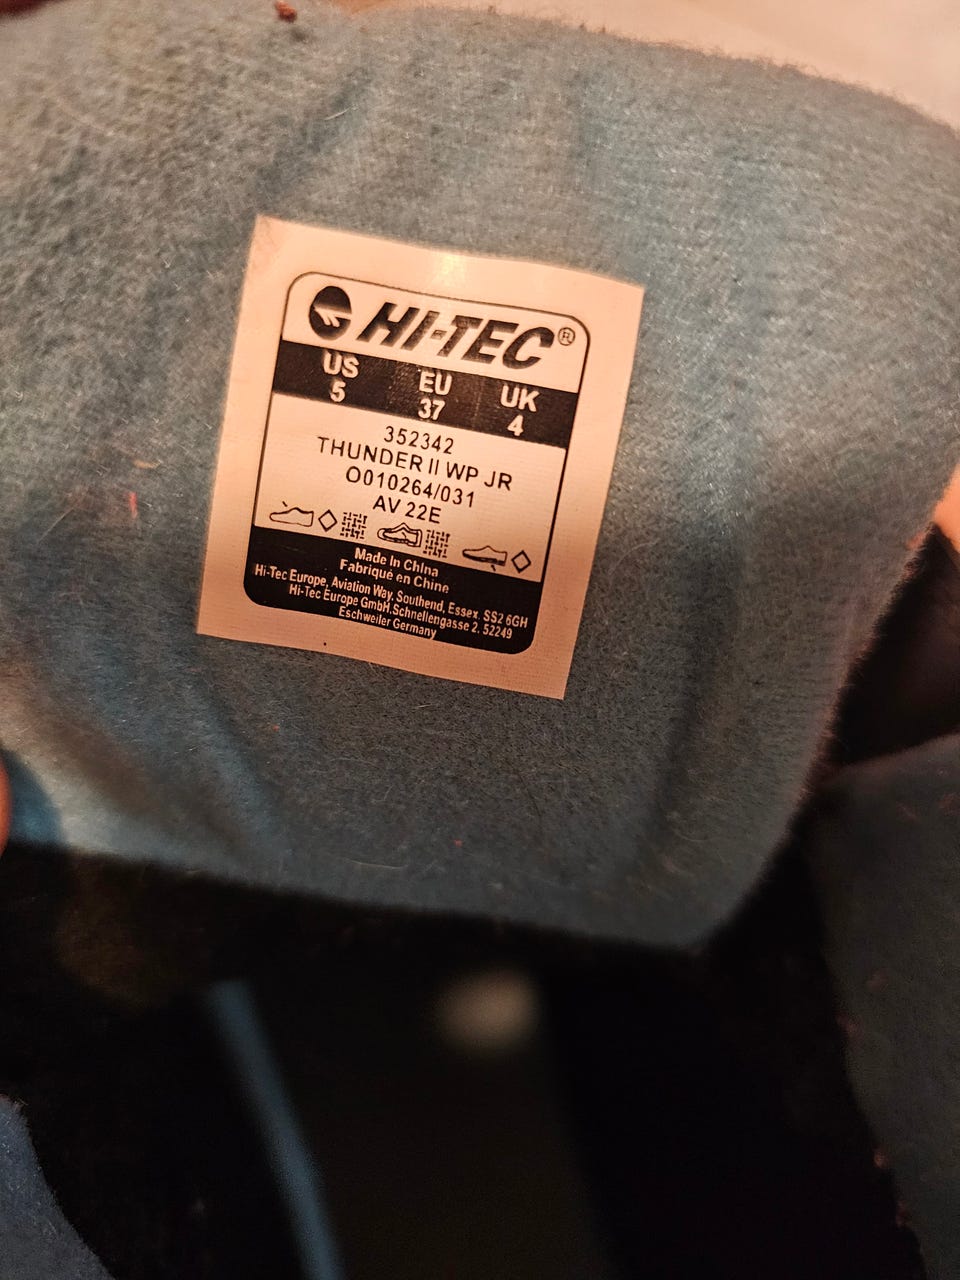 HI-TEC®
US EU UK
5 37 4
352342
THUNDER II WP JR
O010264/031
AV 22E
Made In China
Fabriqué en Chine
Hi-Tec Europe, Aviation Way, Southend, Essex, SS2 6GH
Hi-Tec Europe GmbH.Schnellengasse 2. 52249
Eschweiler Germany